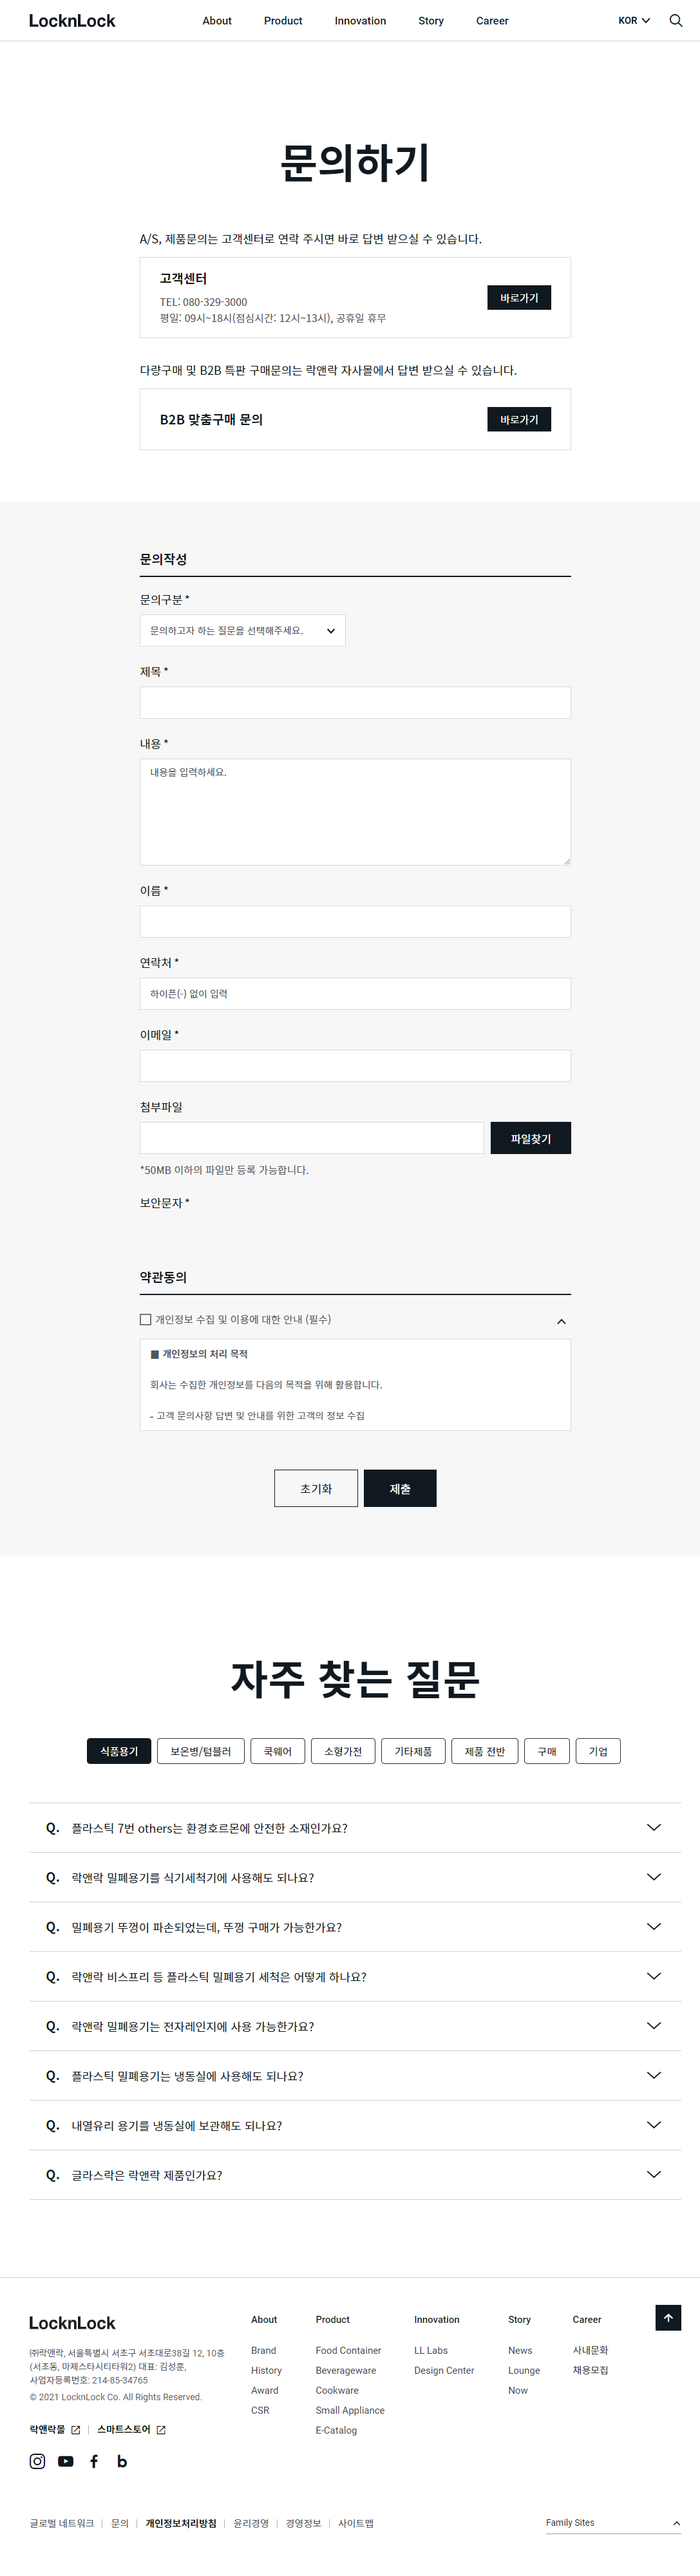 LocknLock About Product Innovation Story Career KOR
문의하기
A/S, 제품문의는 고객센터로 연락 주시면 바로 답변 받으실 수 있습니다.
고객센터
TEL: 080-329-3000
평일: 09시~18시(점심시간: 12시~13시), 공휴일 휴무
바로가기
다량구매 및 B2B 특판 구매문의는 락앤락 자사몰에서 답변 받으실 수 있습니다.
B2B 맞춤구매 문의
바로가기
문의작성
문의구분 *
문의하고자 하는 질문을 선택해주세요.
제목 *
내용 *
내용을 입력하세요.
이름 *
연락처 *
하이픈(-) 없이 입력
이메일 *
첨부파일
파일찾기
*50MB 이하의 파일만 등록 가능합니다.
보안문자 *
약관동의
개인정보 수집 및 이용에 대한 안내 (필수)
■ 개인정보의 처리 목적
회사는 수집한 개인정보를 다음의 목적을 위해 활용합니다.
- 고객 문의사항 답변 및 안내를 위한 고객의 정보 수집
초기화 제출
자주 찾는 질문
식품용기 보온병/텀블러 쿡웨어 소형가전 기타제품 제품 전반 구매 기업
Q. 플라스틱 7번 others는 환경호르몬에 안전한 소재인가요?
Q. 락앤락 밀폐용기를 식기세척기에 사용해도 되나요?
Q. 밀폐용기 뚜껑이 파손되었는데, 뚜껑 구매가 가능한가요?
Q. 락앤락 비스프리 등 플라스틱 밀폐용기 세척은 어떻게 하나요?
Q. 락앤락 밀폐용기는 전자레인지에 사용 가능한가요?
Q. 플라스틱 밀폐용기는 냉동실에 사용해도 되나요?
Q. 내열유리 용기를 냉동실에 보관해도 되나요?
Q. 글라스락은 락앤락 제품인가요?
LocknLock
㈜락앤락, 서울특별시 서초구 서초대로38길 12, 10층
(서초동, 마제스타시티타워2) 대표: 김성훈,
사업자등록번호: 214-85-34765
© 2021 LocknLock Co. All Rights Reserved.
락앤락몰 스마트스토어
About
Brand
History
Award
CSR
Product
Food Container
Beverageware
Cookware
Small Appliance
E-Catalog
Innovation
LL Labs
Design Center
Story
News
Lounge
Now
Career
사내문화
채용모집
글로벌 네트워크 문의 개인정보처리방침 윤리경영 경영정보 사이트맵
Family Sites